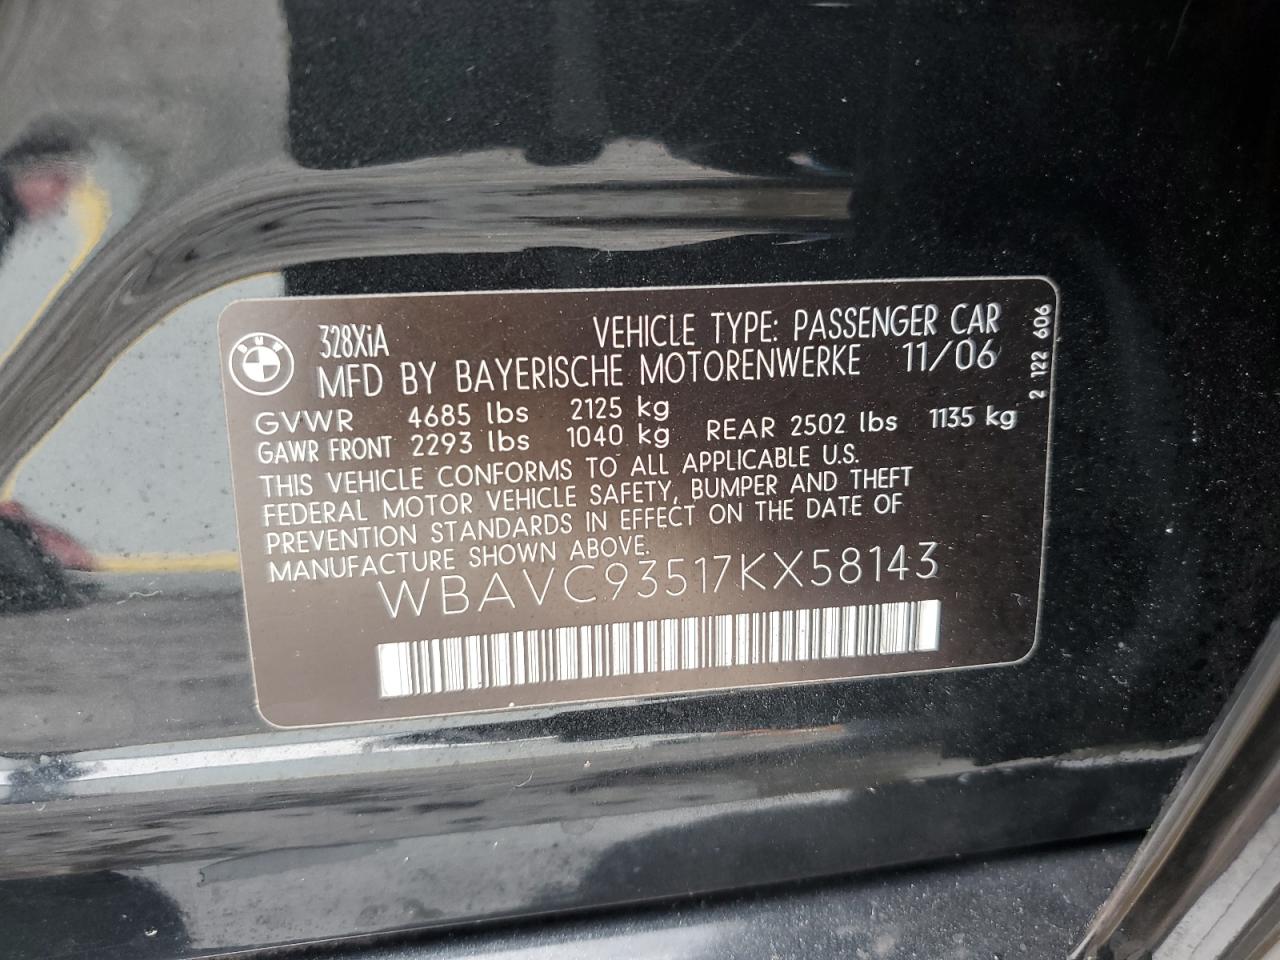 BMW
328XiA
VEHICLE TYPE: PASSENGER CAR
MFD BY BAYERISCHE MOTORENWERKE 11/06
2 122 606
GVWR 4685 lbs 2125 kg
GAWR FRONT 2293 lbs 1040 kg REAR 2502 lbs 1135 kg
THIS VEHICLE CONFORMS TO ALL APPLICABLE U.S.
FEDERAL MOTOR VEHICLE SAFETY, BUMPER AND THEFT
PREVENTION STANDARDS IN EFFECT ON THE DATE OF
MANUFACTURE SHOWN ABOVE.
WBAVC93517KX58143